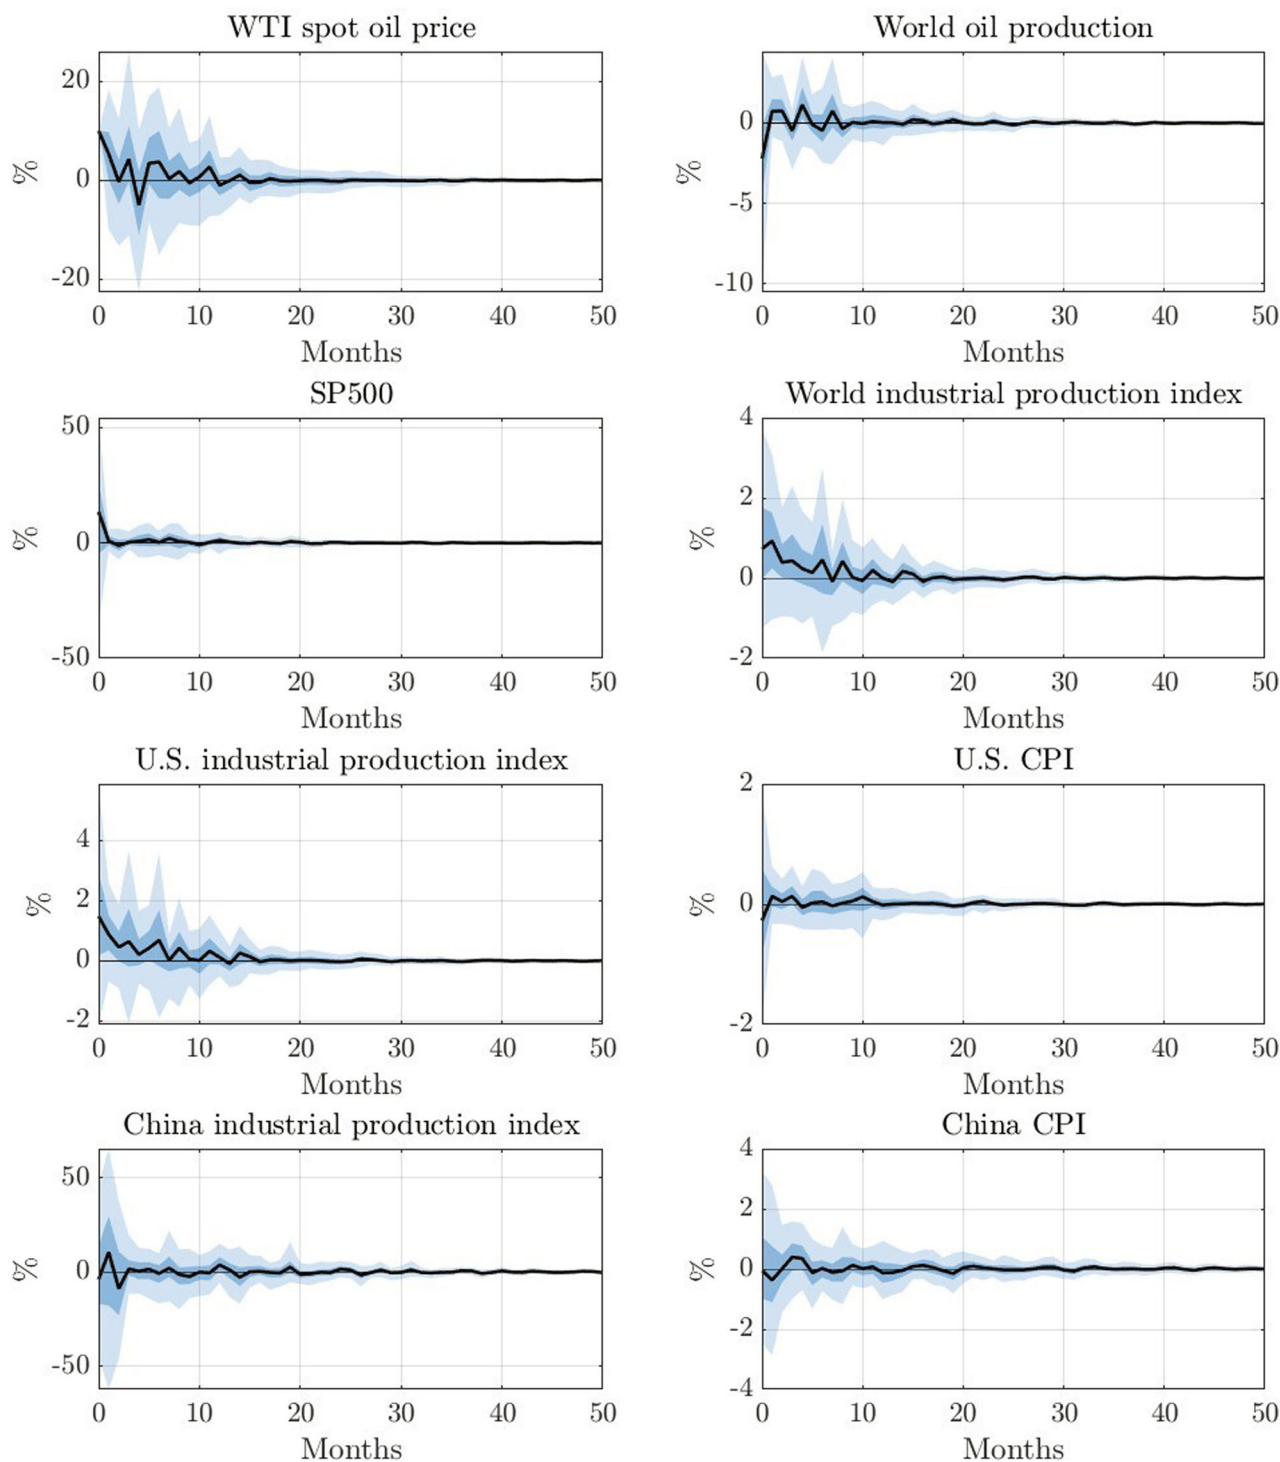 WTI spot oil price
%
20
0
-20
0 10 20 30 40 50
Months
World oil production
%
0
-5
-10
0 10 20 30 40 50
Months
SP500
%
50
0
-50
0 10 20 30 40 50
Months
World industrial production index
%
4
2
0
-2
0 10 20 30 40 50
Months
U.S. industrial production index
%
4
2
0
-2
0 10 20 30 40 50
Months
U.S. CPI
%
2
0
-2
0 10 20 30 40 50
Months
China industrial production index
%
50
0
-50
0 10 20 30 40 50
Months
China CPI
%
4
2
0
-2
-4
0 10 20 30 40 50
Months